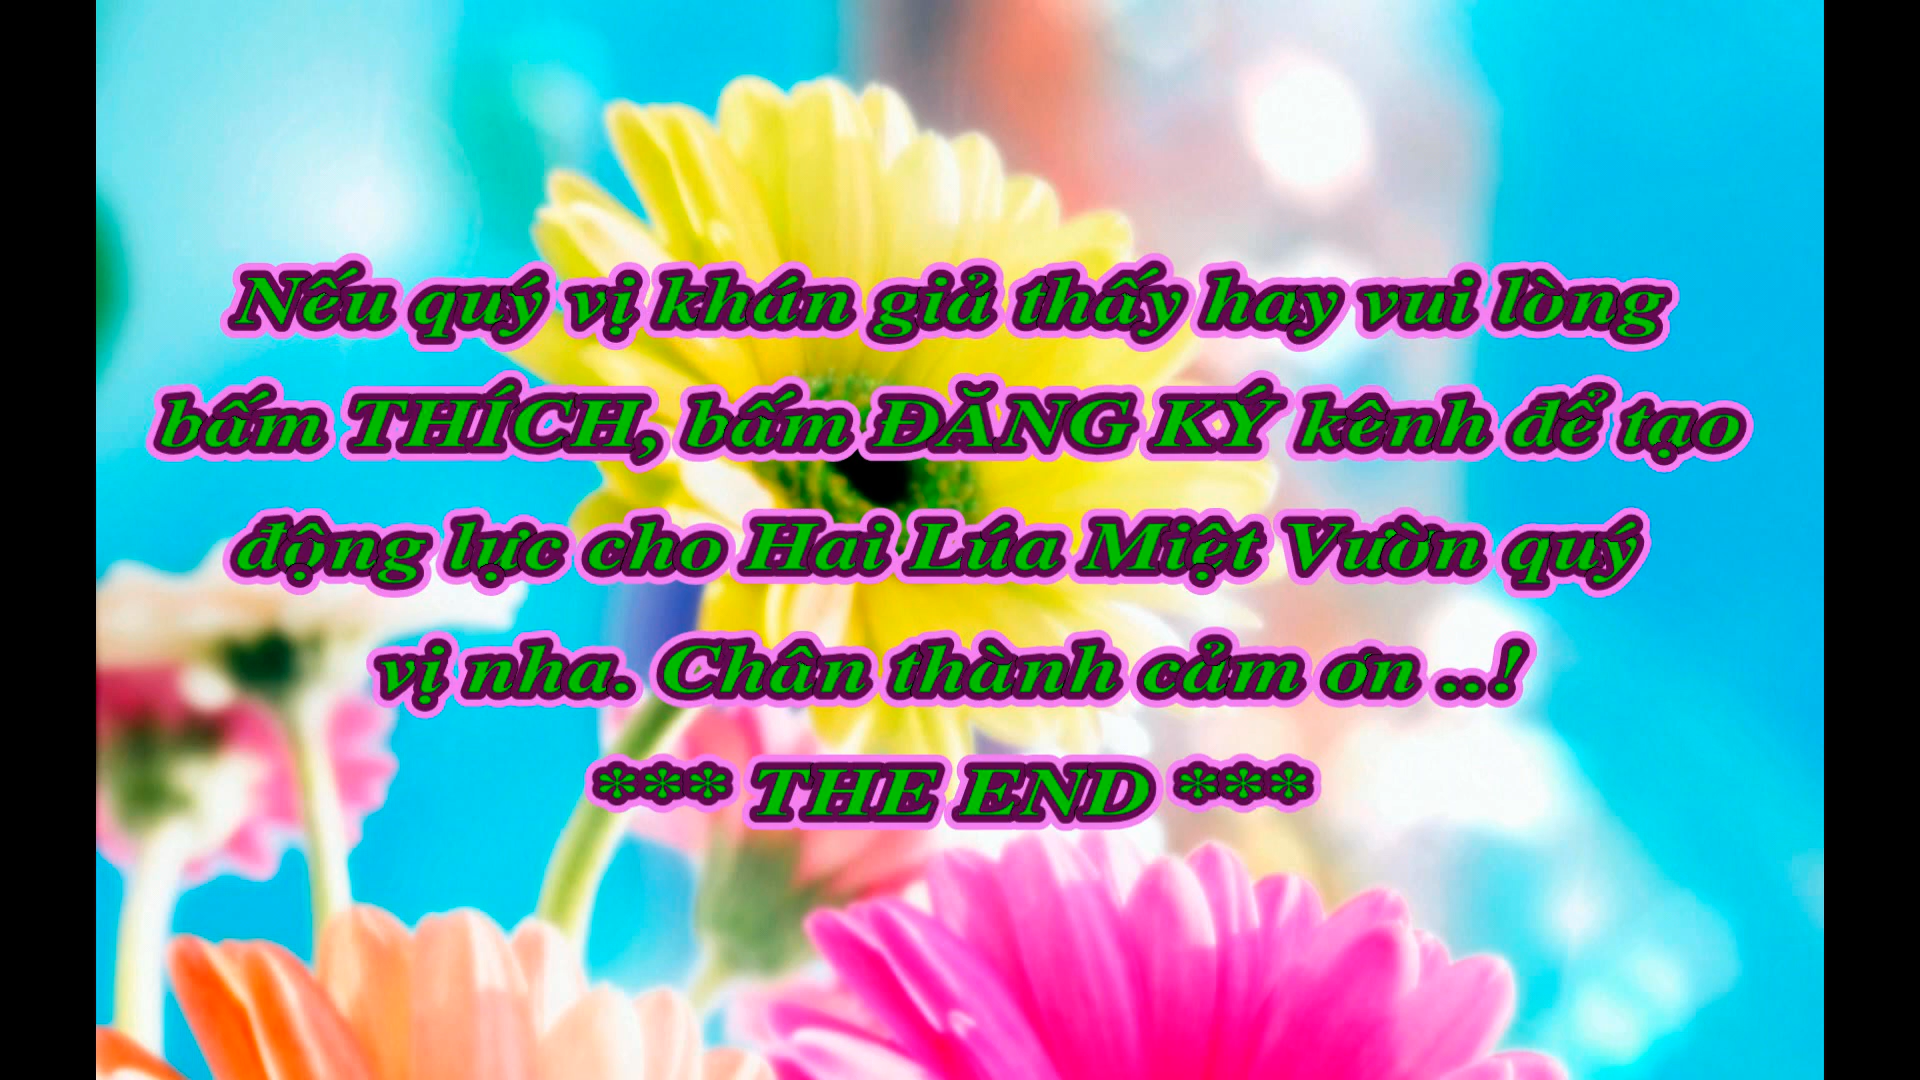 Nếu quý vị khán giả thấy hay vui lòng
bấm THÍCH, bấm ĐĂNG KÝ kênh để tạo
động lực cho Hai Lúa Miệt Vườn quý
vị nha. Chân thành cảm ơn ..!
*** THE END ***